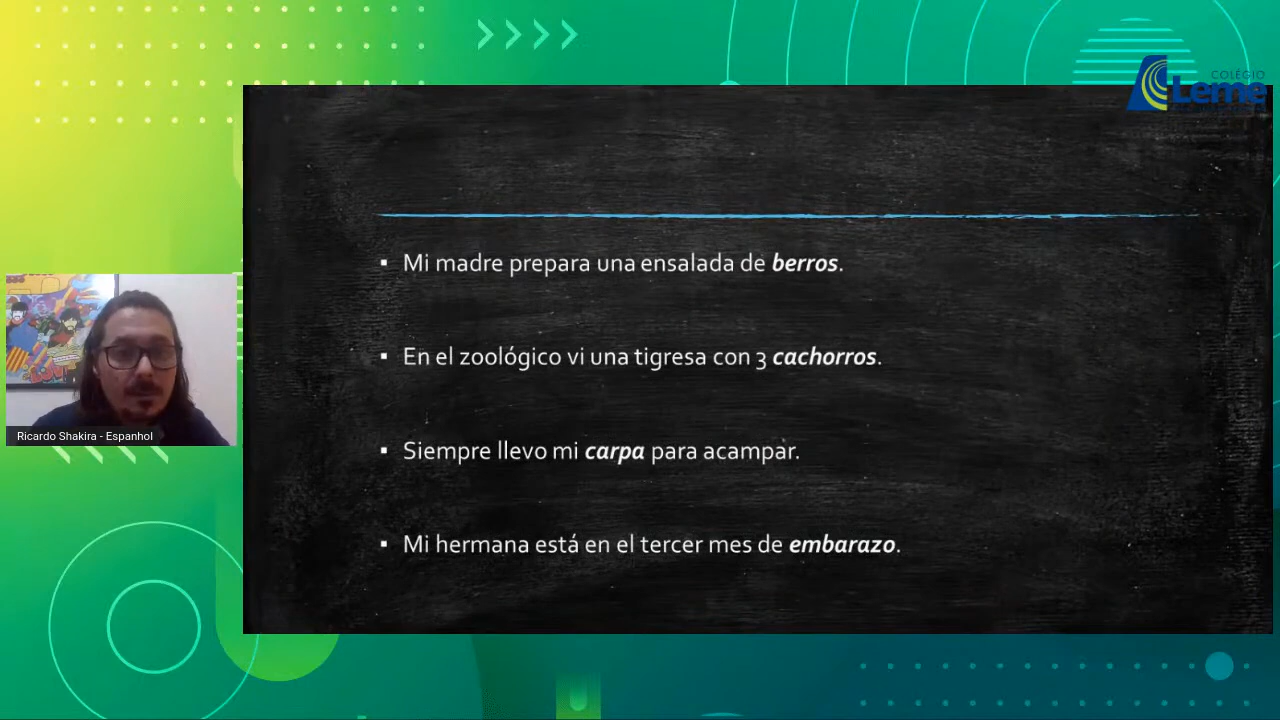 COLÉGIO
Leme
▪ Mi madre prepara una ensalada de berros.
▪ En el zoológico vi una tigresa con 3 cachorros.
▪ Siempre llevo mi carpa para acampar.
▪ Mi hermana está en el tercer mes de embarazo.
Ricardo Shakira - Espanhol